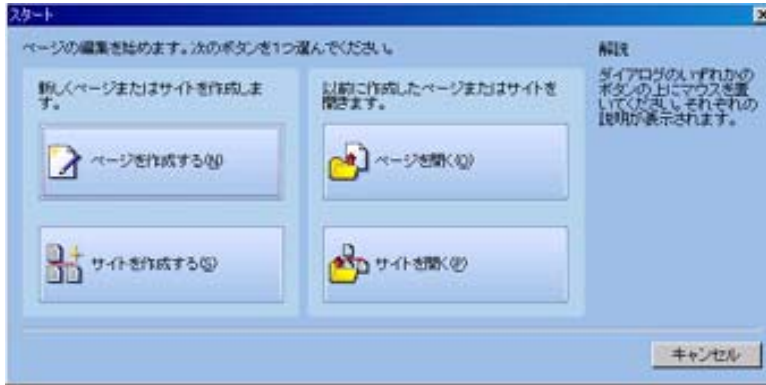 スタート
ページの編集を始めます。次のボタンを1つ選んでください。
新しくページまたはサイトを作成しま
す。
ページを作成する(N)
サイトを作成する(S)
以前に作成したページまたはサイトを
開きます。
ページを開く(O)
サイトを開く(P)
解説
ダイアログのいずれかの
ボタンの上にマウスを置
いてください。それぞれの
説明が表示されます。
キャンセル